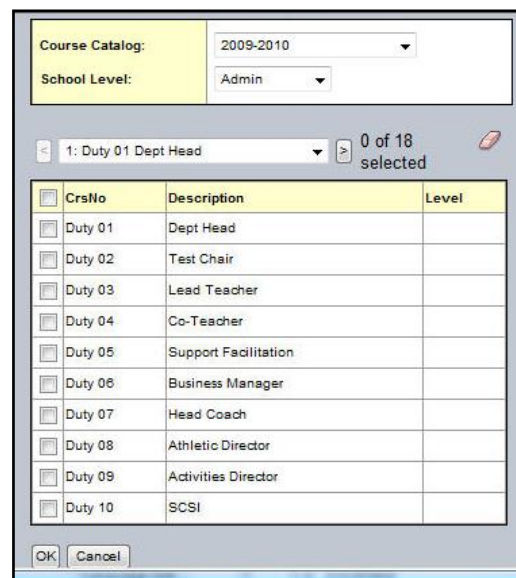 Course Catalog: 2009-2010
School Level: Admin
< 1: Duty 01 Dept Head > 0 of 18 selected
CrsNo Description Level
Duty 01 Dept Head
Duty 02 Test Chair
Duty 03 Lead Teacher
Duty 04 Co-Teacher
Duty 05 Support Facilitation
Duty 06 Business Manager
Duty 07 Head Coach
Duty 08 Athletic Director
Duty 09 Activities Director
Duty 10 SCSI
OK Cancel